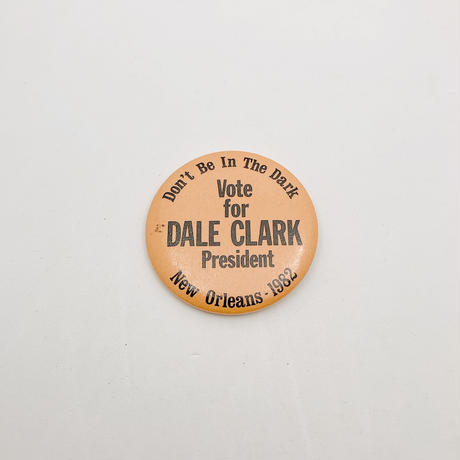 Don't Be In The Dark
Vote
for
DALE CLARK
President
New Orleans-1982